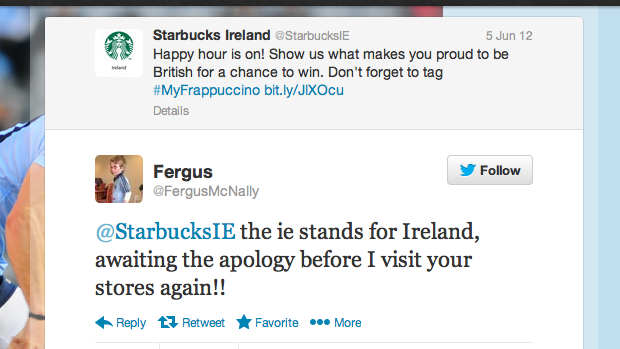 Starbucks Ireland @StarbucksIE 5 Jun 12
Happy hour is on! Show us what makes you proud to be
British for a chance to win. Don't forget to tag
#MyFrappuccino bit.ly/JlXOcu
Ireland
Details
Fergus
@FergusMcNally
Follow
@StarbucksIE the ie stands for Ireland,
awaiting the apology before I visit your
stores again!!
Reply Retweet Favorite More